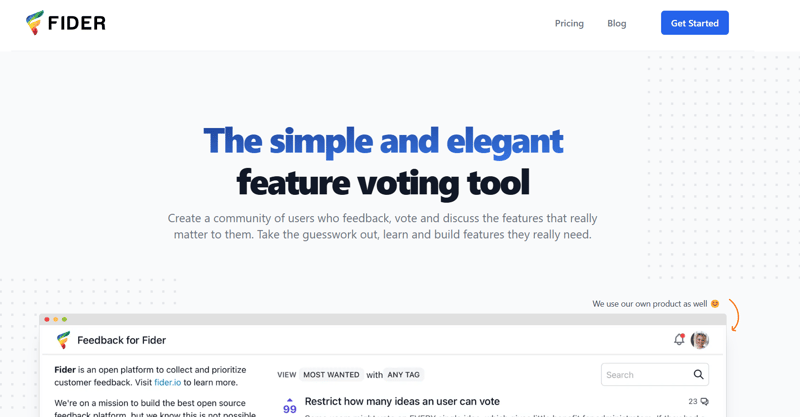 FIDER
Pricing
Blog
Get Started
The simple and elegant
feature voting tool
Create a community of users who feedback, vote and discuss the features that really
matter to them. Take the guesswork out, learn and build features they really need.
We use our own product as well
Feedback for Fider
Fider is an open platform to collect and prioritize
customer feedback. Visit fider.io to learn more.
We're on a mission to build the best open source
feedback platform, but we know this is not possible
VIEW MOST WANTED with ANY TAG
Search
99
Restrict how many ideas an user can vote
23